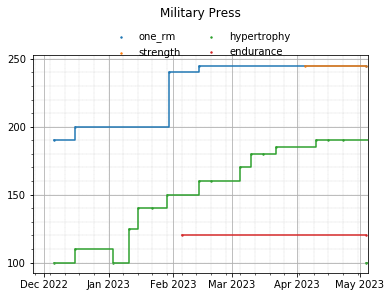 Military Press
one_rm
hypertrophy
strength
endurance
250
200
150
100
Dec 2022
Jan 2023
Feb 2023
Mar 2023
Apr 2023
May 2023